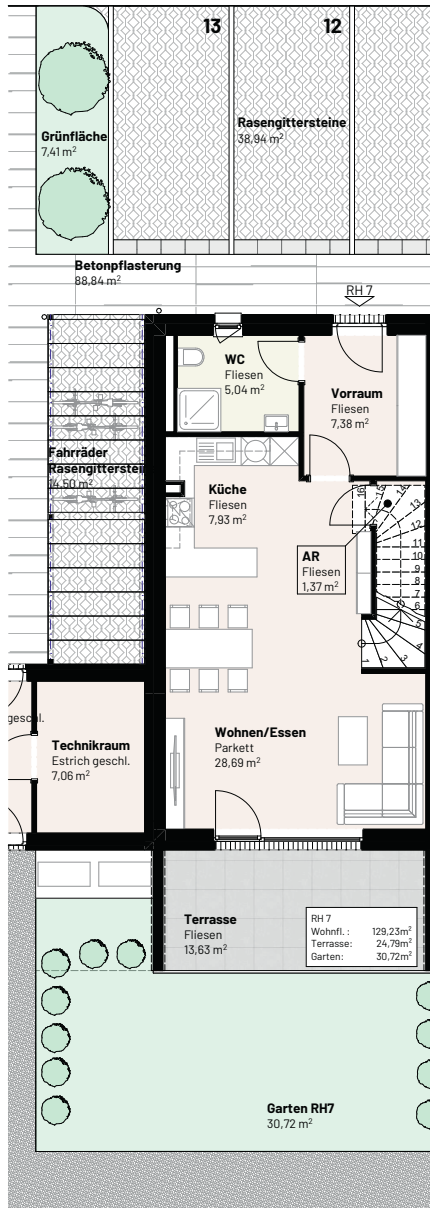 13
12
Grünfläche
7,41 m²
Rasengittersteine
38,94 m²
Betonpflasterung
88,84 m²
RH 7
WC
Fliesen
5,04 m²
Vorraum
Fliesen
7,38 m²
Fahrräder
Rasengitterstei
14,50 m²
Küche
Fliesen
7,93 m²
AR
Fliesen
1,37 m²
16
15
14
13
12
11
10
9
8
7
6
5
4
3
2
1
geschl.
Technikraum
Estrich geschl.
7,06 m²
Wohnen/Essen
Parkett
28,69 m²
Terrasse
Fliesen
13,63 m²
RH 7
Wohnfl. : 129,23m²
Terrasse: 24,79m²
Garten: 30,72m²
Garten RH7
30,72 m²